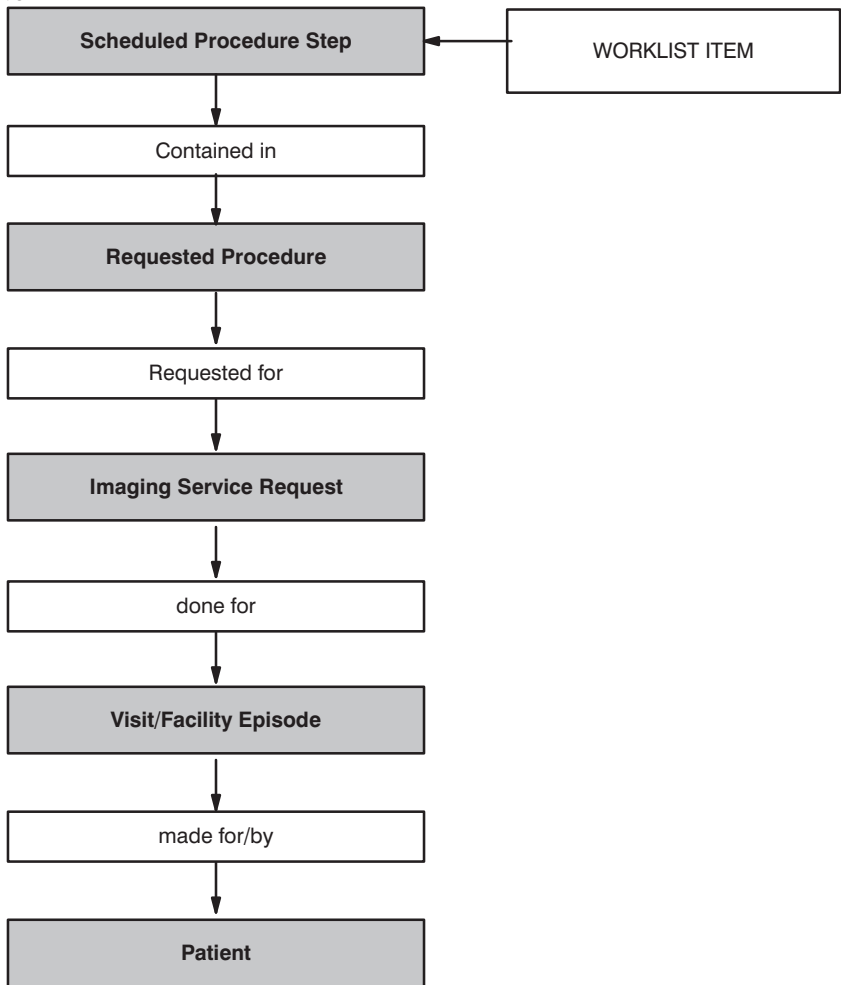 Scheduled Procedure Step
WORKLIST ITEM
Contained in
Requested Procedure
Requested for
Imaging Service Request
done for
Visit/Facility Episode
made for/by
Patient